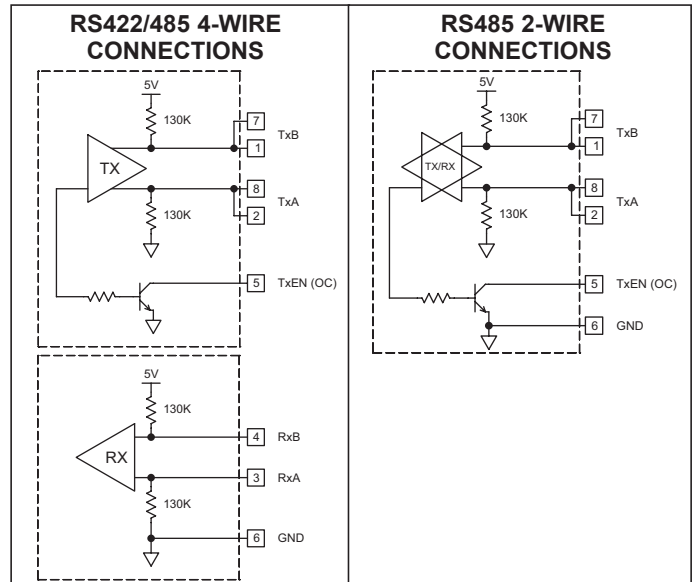 RS422/485 4-WIRE
CONNECTIONS
5V
130K
7
TxB
1
TX
8
TxA
2
130K
5 TxEN (OC)
5V
130K
4 RxB
RX
3 RxA
130K
6 GND
RS485 2-WIRE
CONNECTIONS
5V
130K
7
TxB
1
TX/RX
8
TxA
2
130K
5 TxEN (OC)
6 GND